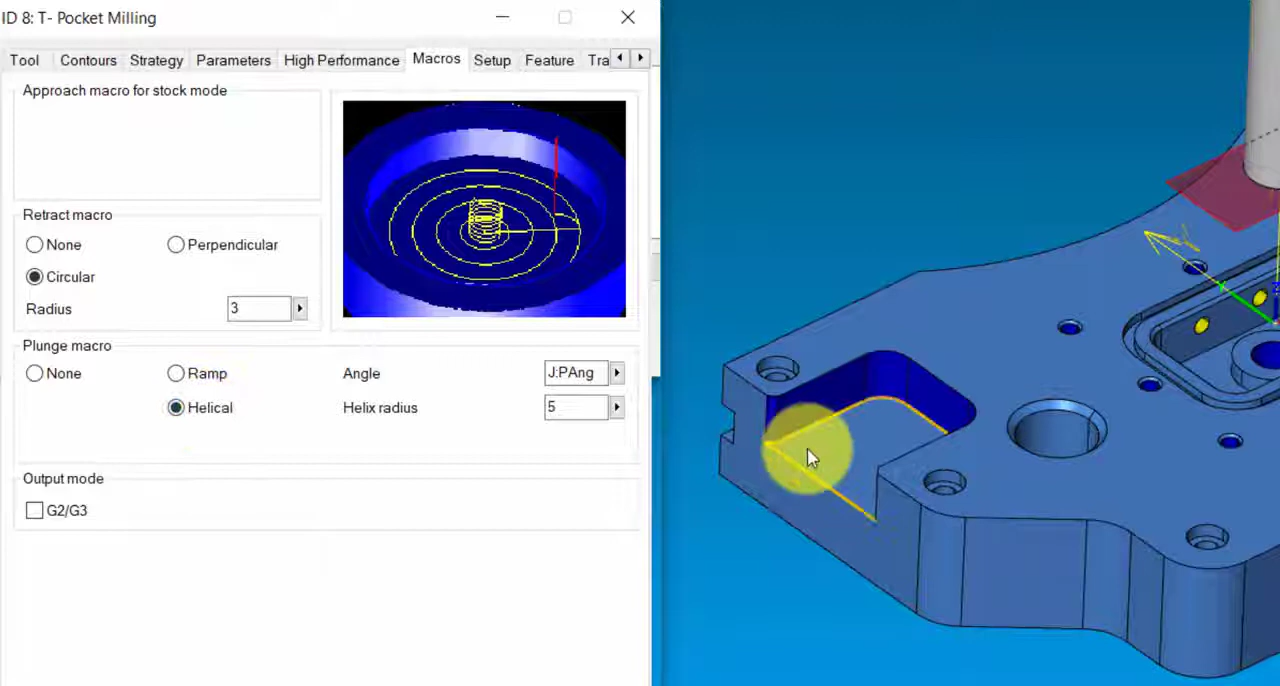 ID 8: T- Pocket Milling
Tool Contours Strategy Parameters High Performance Macros Setup Feature Tra
Approach macro for stock mode
Retract macro
None Perpendicular
Circular
Radius 3
Plunge macro
None Ramp Angle J:PAng
Helical Helix radius 5
Output mode
G2/G3
Y